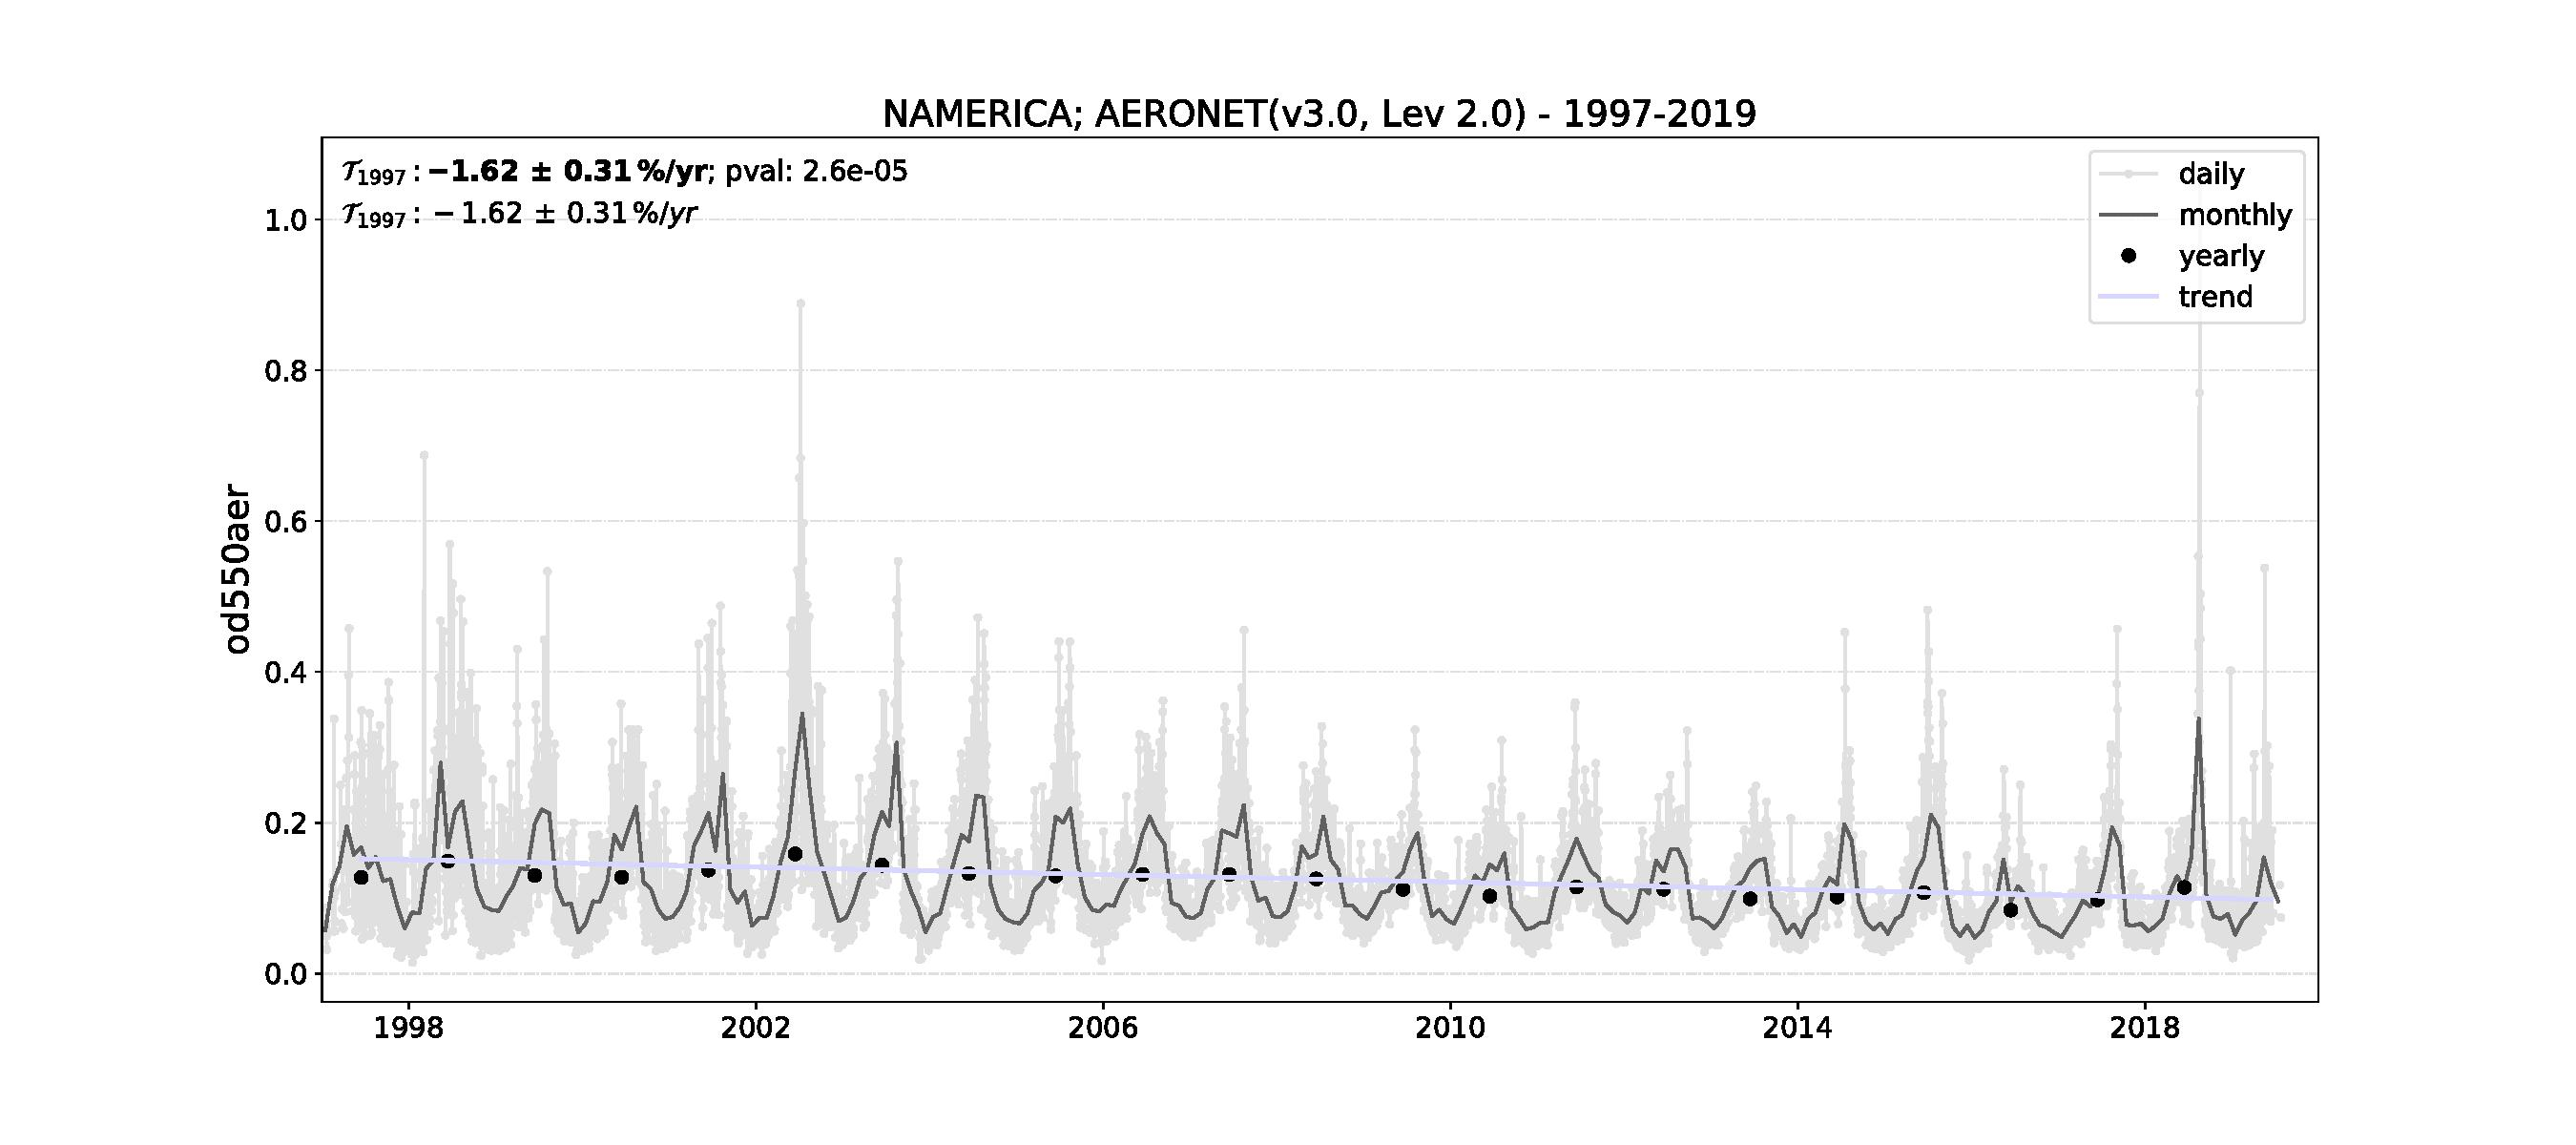 NAMERICA; AERONET(v3.0, Lev 2.0) - 1997-2019
𝒯1997 : −1.62 ± 0.31 %/yr; pval: 2.6e-05
𝒯1997 : − 1.62 ± 0.31 %/yr
daily
monthly
yearly
trend
od550aer
1.0
0.8
0.6
0.4
0.2
0.0
1998 2002 2006 2010 2014 2018